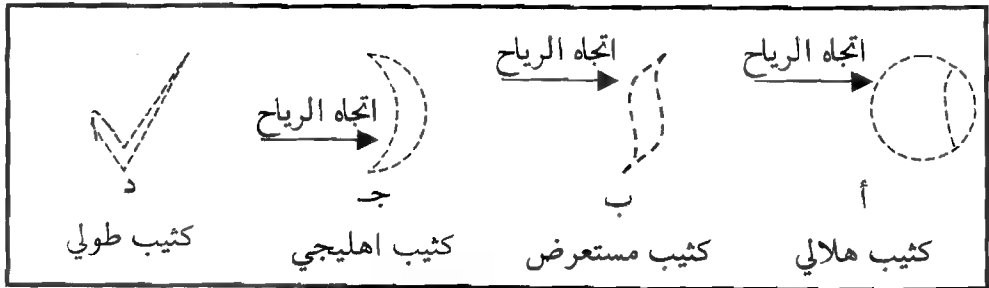 اتجاه الرياح
أ
كثيب هلالي
اتجاه الرياح
ب
كثيب مستعرض
اتجاه الرياح
جـ
كثيب اهليجي
د
كثيب طولي